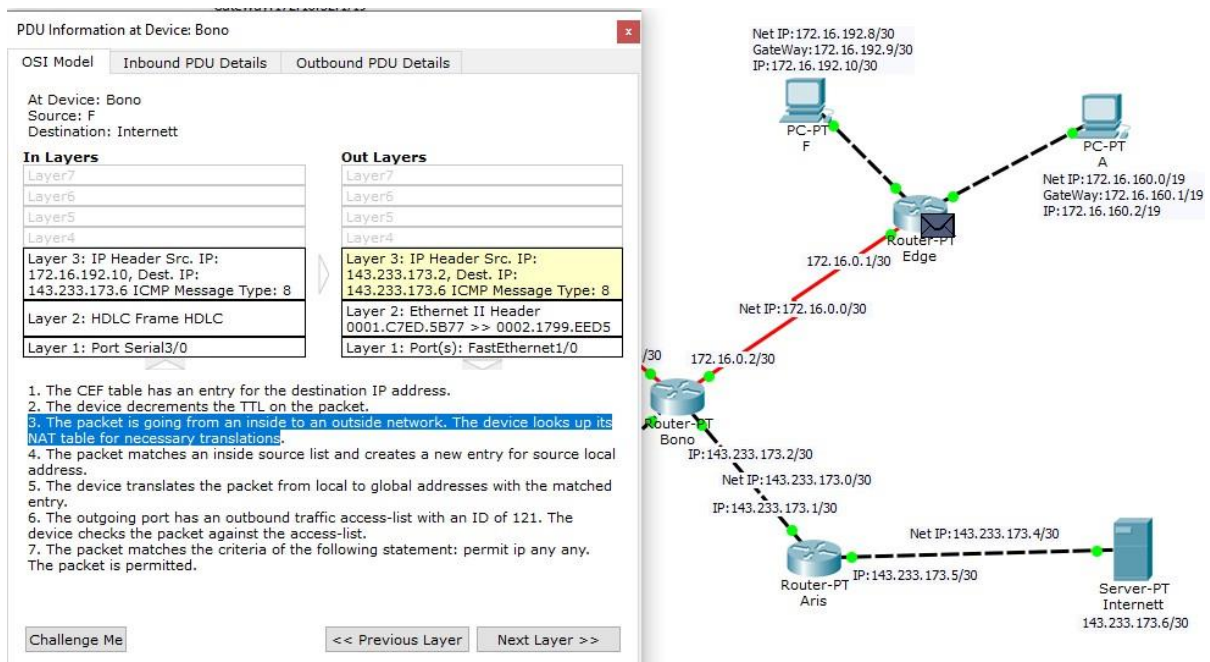 GateWay:172.16.32.1/19
PDU Information at Device: Bono
x
OSI Model
Inbound PDU Details
Outbound PDU Details
At Device: Bono
Source: F
Destination: Internett
In Layers
Layer7
Layer6
Layer5
Layer4
Layer 3: IP Header Src. IP:
172.16.192.10, Dest. IP:
143.233.173.6 ICMP Message Type: 8
Layer 2: HDLC Frame HDLC
Layer 1: Port Serial3/0
Out Layers
Layer7
Layer6
Layer5
Layer4
Layer 3: IP Header Src. IP:
143.233.173.2, Dest. IP:
143.233.173.6 ICMP Message Type: 8
Layer 2: Ethernet II Header
0001.C7ED.5B77 >> 0002.1799.EED5
Layer 1: Port(s): FastEthernet1/0
1. The CEF table has an entry for the destination IP address.
2. The device decrements the TTL on the packet.
3. The packet is going from an inside to an outside network. The device looks up its
NAT table for necessary translations.
4. The packet matches an inside source list and creates a new entry for source local
address.
5. The device translates the packet from local to global addresses with the matched
entry.
6. The outgoing port has an outbound traffic access-list with an ID of 121. The
device checks the packet against the access-list.
7. The packet matches the criteria of the following statement: permit ip any any.
The packet is permitted.
Challenge Me
<< Previous Layer
Next Layer >>
Net IP:172.16.192.8/30
GateWay:172.16.192.9/30
IP:172.16.192.10/30
PC-PT
F
PC-PT
A
Net IP:172.16.160.0/19
GateWay:172.16.160.1/19
IP:172.16.160.2/19
Router-PT
Edge
172.16.0.1/30
Net IP:172.16.0.0/30
/30
172.16.0.2/30
Router-PT
Bono
IP:143.233.173.2/30
Net IP:143.233.173.0/30
IP:143.233.173.1/30
Net IP:143.233.173.4/30
IP:143.233.173.5/30
Router-PT
Aris
Server-PT
Internett
143.233.173.6/30